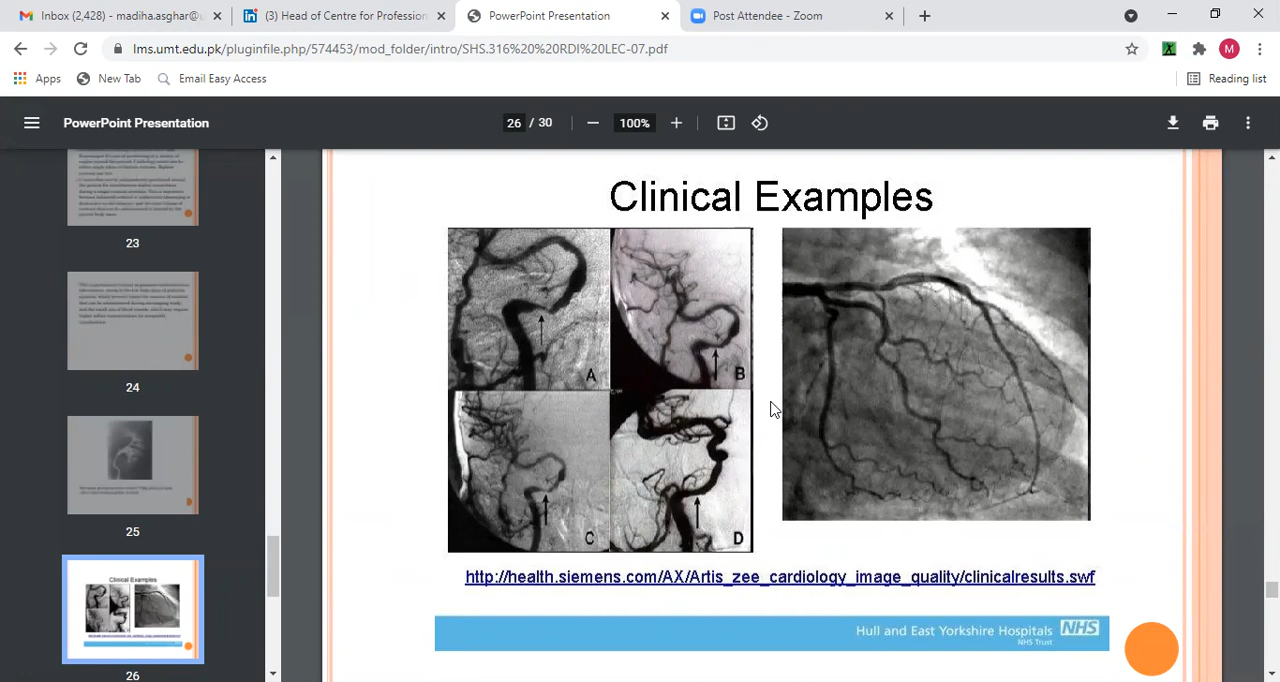 Inbox (2,428) - madiha.asghar@u
(3) Head of Centre for Profession
PowerPoint Presentation
Post Attendee - Zoom
lms.umt.edu.pk/pluginfile.php/574453/mod_folder/intro/SHS.316%20%20RDI%20LEC-07.pdf
M
Apps
New Tab
Email Easy Access
Reading list
PowerPoint Presentation
26 / 30
100%
23
24
25
Clinical Examples
26
Clinical Examples
A
B
C
D
http://health.siemens.com/AX/Artis_zee_cardiology_image_quality/clinicalresults.swf
Hull and East Yorkshire Hospitals NHS
NHS Trust